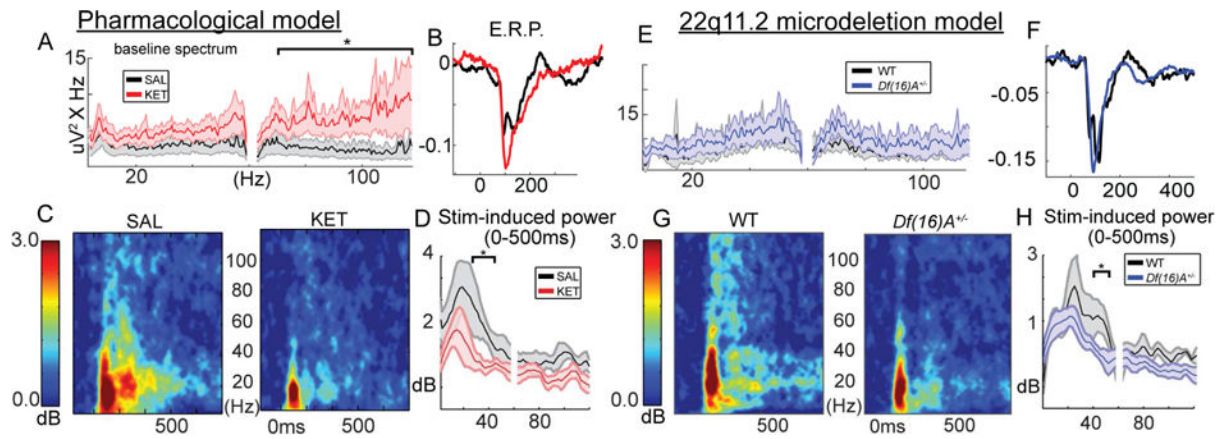 Pharmacological model
22q11.2 microdeletion model
A
baseline spectrum
*
15
SAL
KET
uV² X Hz
20
100
(Hz)
B
E.R.P.
0
-0.1
0
200
E
15
WT
Df(16)A+/-
20
100
F
-0.05
-0.15
0
200
400
C
SAL
KET
3.0
0.0
dB
100
80
60
40
20
(Hz)
500
0ms
500
D
Stim-induced power
(0-500ms)
*
4
2
dB
SAL
KET
40
80
G
WT
Df(16)A+/-
3.0
0.0
dB
100
80
60
40
20
(Hz)
500
0ms
500
H
Stim-induced power
(0-500ms)
*
3
1
dB
WT
Df(16)A+/-
40
80